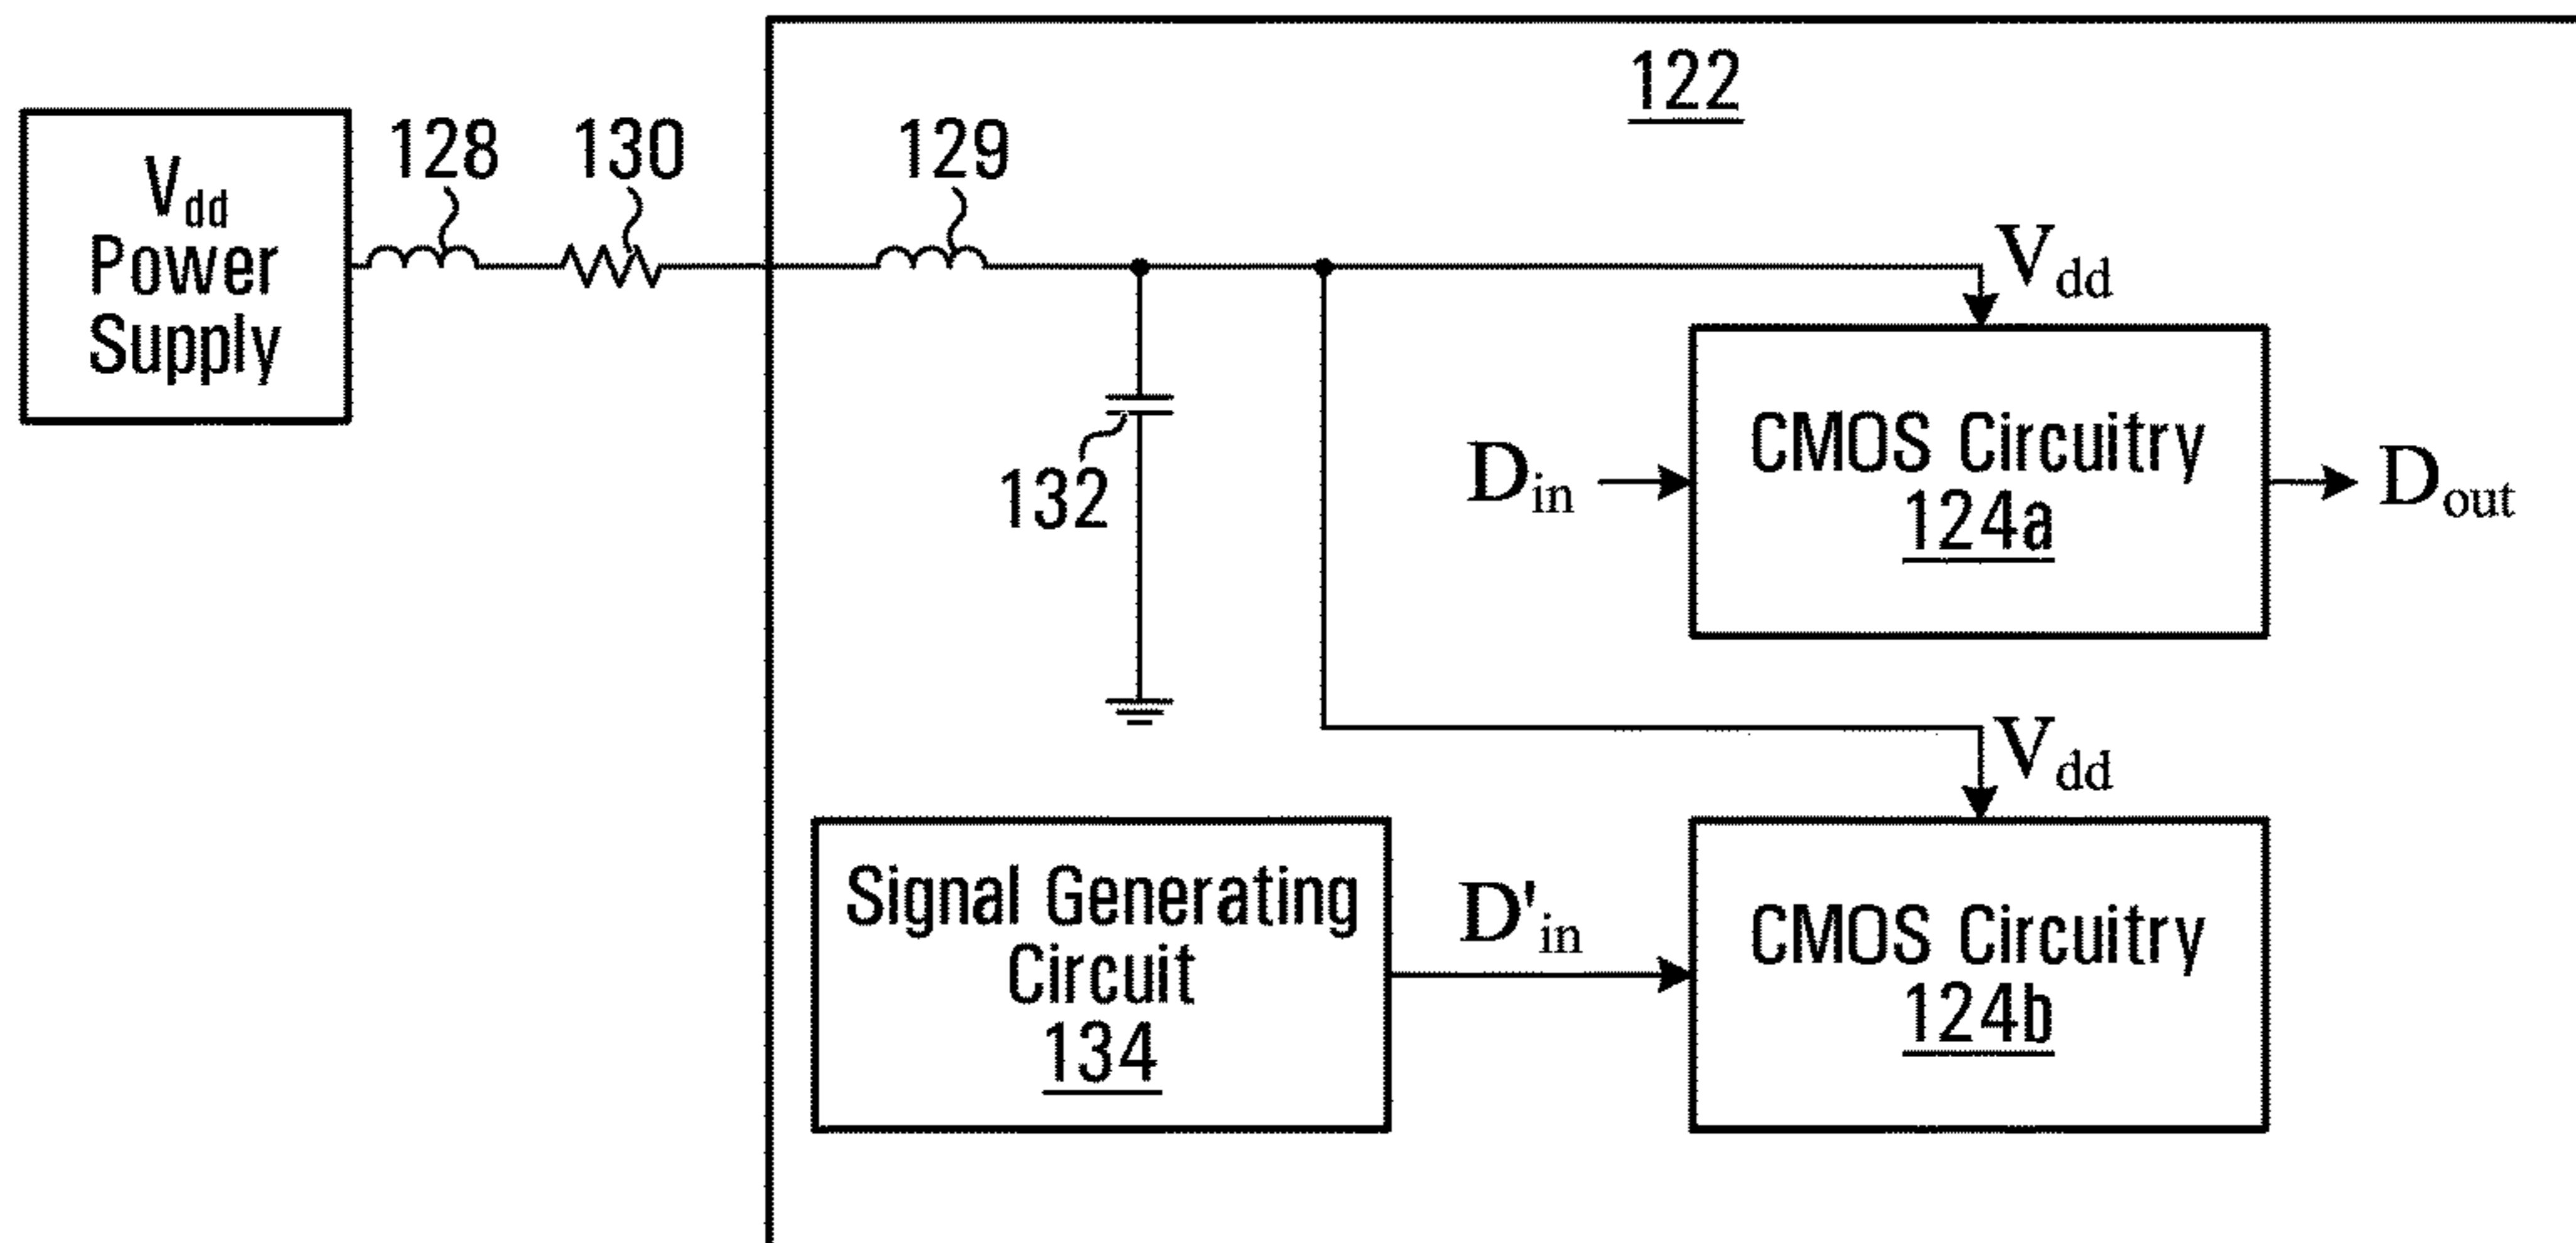 122
128
130
129
Vdd
Power
Supply
Vdd
132
Din
CMOS Circuitry
124a
Dout
Vdd
Signal Generating
Circuit
134
D'in
CMOS Circuitry
124b